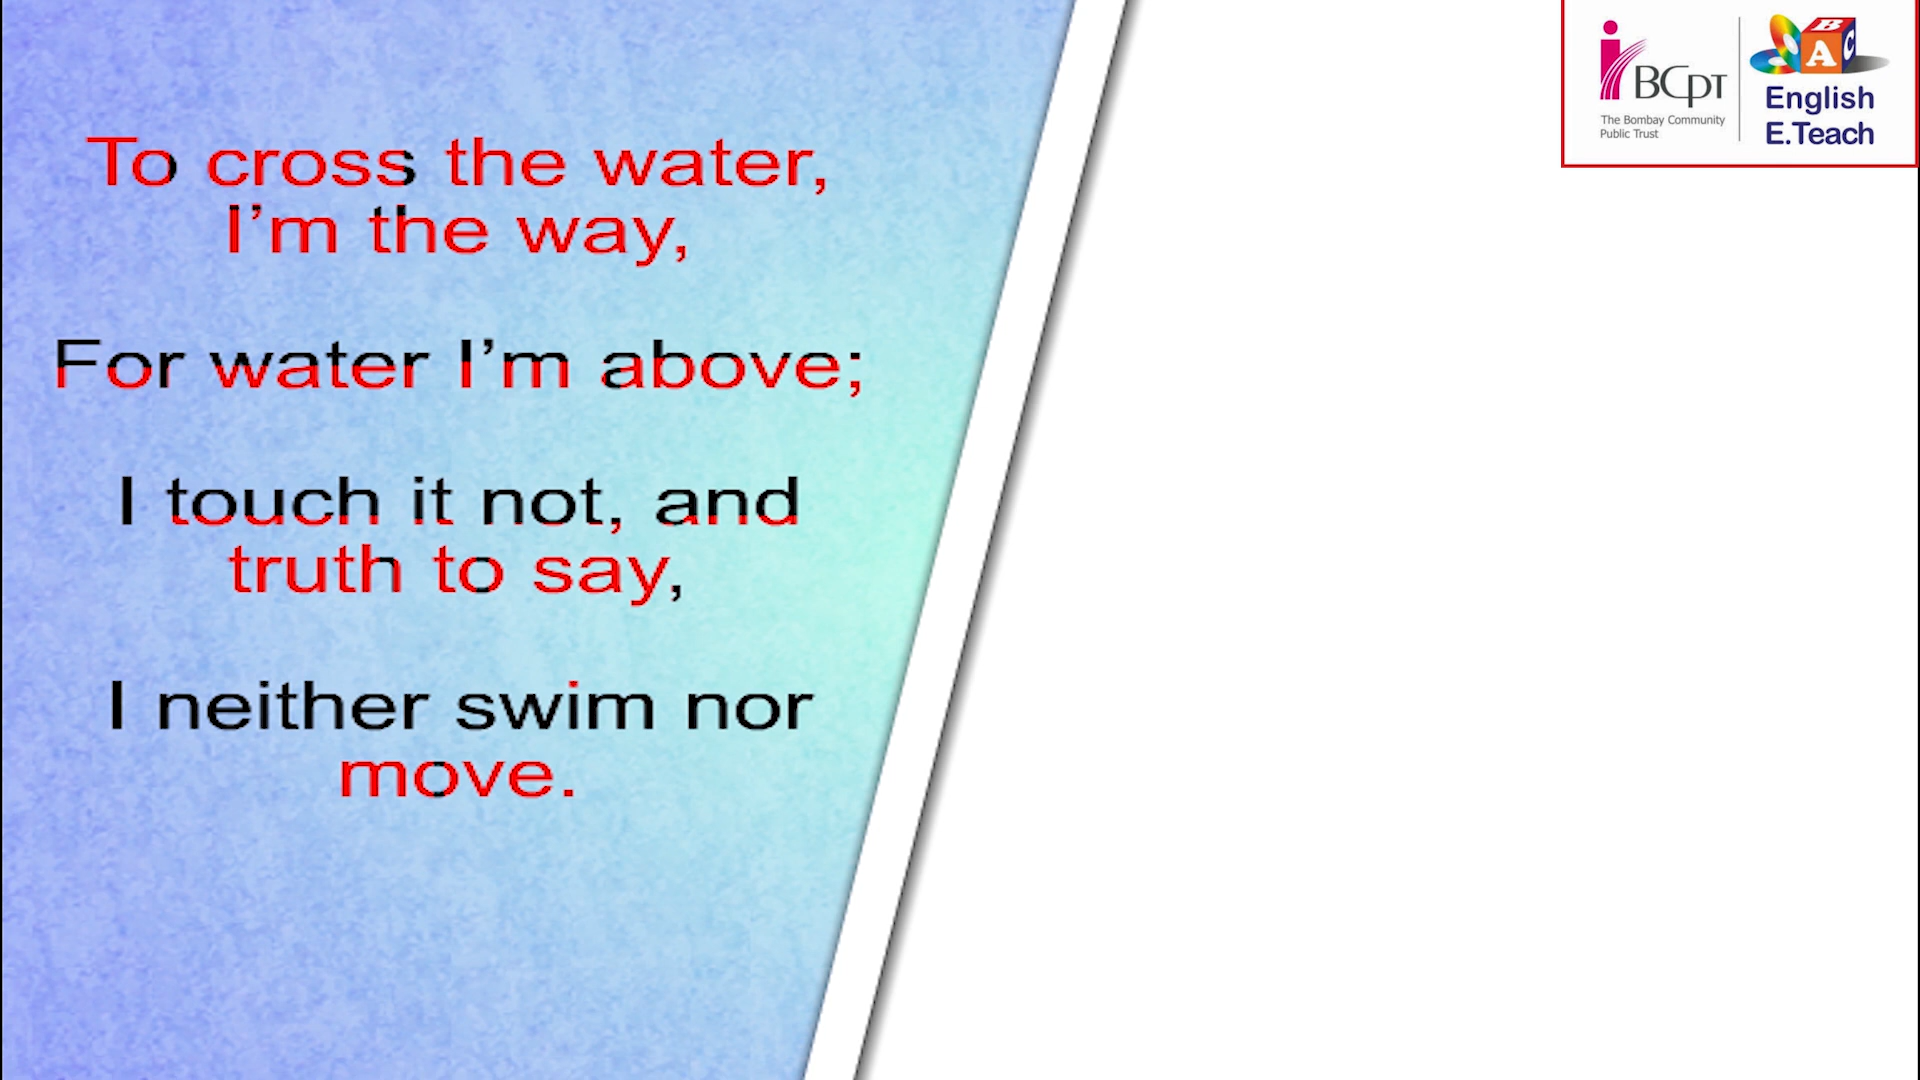 To cross the water,
I’m the way,
For water I’m above;
I touch it not, and
truth to say,
I neither swim nor
move.
BCPT
The Bombay Community
Public Trust
B
A C
English
E.Teach